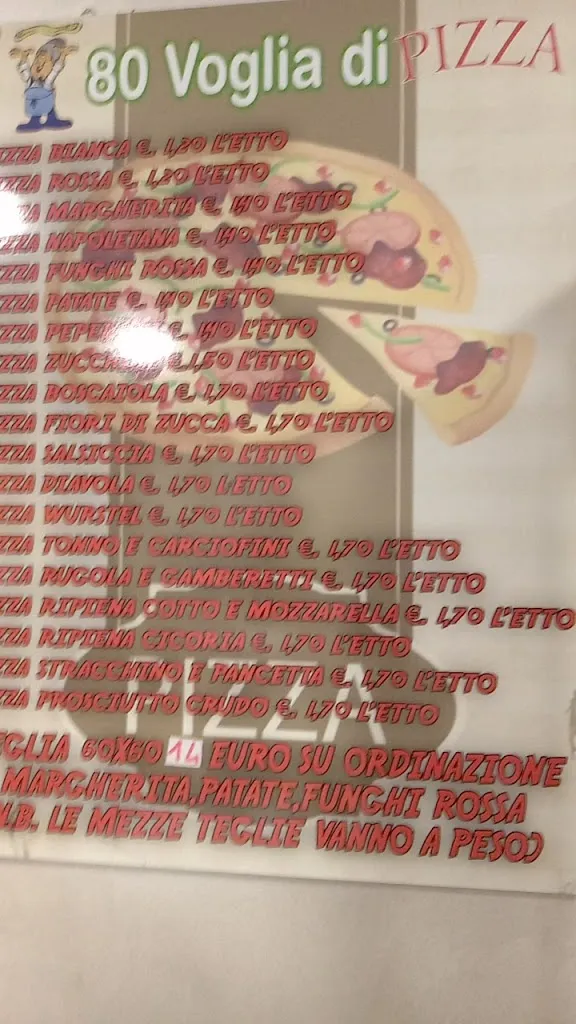 80 Voglia di PIZZA
IZZA BIANCA €. 1,20 L'ETTO
IZZA ROSSA €. 1,20 L'ETTO
ZA MARGHERITA €. 1,40 L'ETTO
ZZA NAPOLETANA €. 1,40 L'ETTO
ZZA FUNGHI ROSSA €. 1,40 L'ETTO
ZZA PATATE €. 1,40 L'ETTO
ZZA €. 1,40 L'ETTO
ZZA €. 1,50 L'ETTO
ZZA BOSCAIOLA €. 1,70 L'ETTO
ZZA FIORI DI ZUCCA €. 1,70 L'ETTO
ZZA SALSICCIA €. 1,70 L'ETTO
ZZA DIAVOLA €. 1,70 L'ETTO
ZZA WURSTEL €. 1,70 L'ETTO
ZZA TONNO E CARCIOFINI €. 1,70 L'ETTO
ZZA RUGOLA E GAMBERETTI €. 1,70 L'ETTO
ZZA RIPIENA COTTO E MOZZARELLA €. 1,70 L'ETTO
ZZA RIPIENA CICORIA €. 1,70 L'ETTO
ZZA STRACCHINO E PANCETTA €. 1,70 L'ETTO
ZZA PROSCIUTTO CRUDO €. 1,70 L'ETTO
PIZZA
EGLIA 60X60 14 EURO SU ORDINAZIONE
MARGHERITA,PATATE,FUNGHI ROSSA
N.B. LE MEZZE TEGLIE VANNO A PESO)